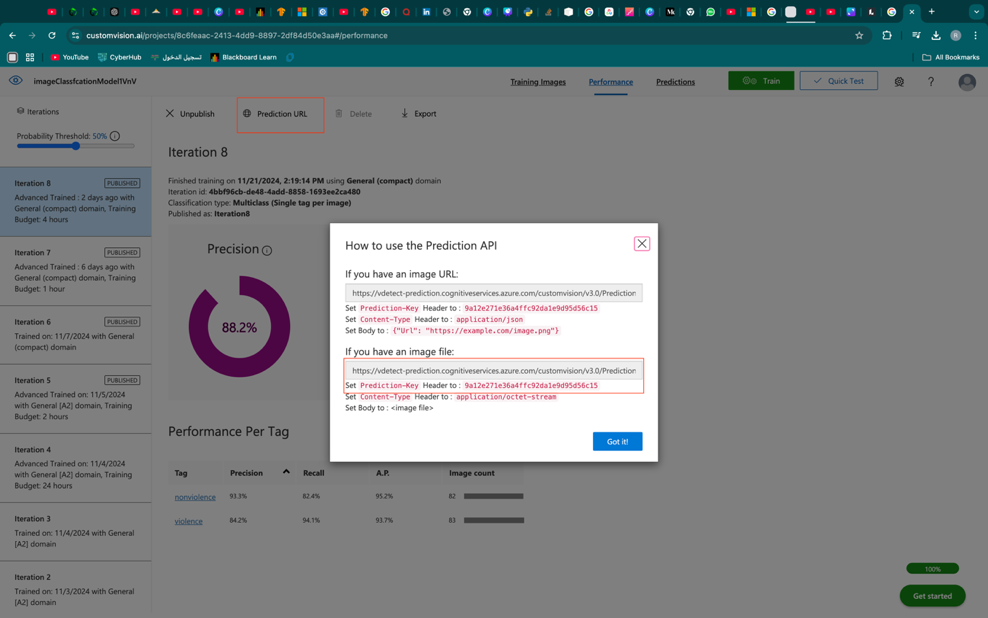 customvision.ai/projects/8c6feaac-2413-4dd9-8897-2df84d50e3aa#/performance
YouTube
CyberHub
تسجيل الدخول
Blackboard Learn
All Bookmarks
imageClassfcationModel1VnV
Training Images
Performance
Predictions
Train
Quick Test
?
Iterations
Unpublish
Prediction URL
Delete
Export
Probability Threshold: 50%
Iteration 8
Finished training on 11/21/2024, 2:19:14 PM using General (compact) domain
Iteration id: 4bbf96cb-de48-4add-8858-1693ee2ca480
Classification type: Multiclass (Single tag per image)
Published as: Iteration8
Iteration 8
PUBLISHED
Advanced Trained : 2 days ago with
General (compact) domain, Training
Budget: 4 hours
Iteration 7
PUBLISHED
Advanced Trained : 6 days ago with
General (compact) domain, Training
Budget: 1 hour
Iteration 6
PUBLISHED
Trained on: 11/7/2024 with General
(compact) domain
Iteration 5
PUBLISHED
Advanced Trained on: 11/5/2024
with General [A2] domain, Training
Budget: 2 hours
Iteration 4
Advanced Trained on: 11/4/2024
with General [A2] domain, Training
Budget: 24 hours
Iteration 3
Trained on: 11/4/2024 with General
[A2] domain
Iteration 2
Trained on: 11/3/2024 with General
[A2] domain
Precision
88.2%
How to use the Prediction API
If you have an image URL:
https://vdetect-prediction.cognitiveservices.azure.com/customvision/v3.0/Prediction
Set Prediction-Key Header to : 9a12e271e36a4ffc92da1e9d95d56c15
Set Content-Type Header to : application/json
Set Body to : {"Url": "https://example.com/image.png"}
If you have an image file:
https://vdetect-prediction.cognitiveservices.azure.com/customvision/v3.0/Prediction
Set Prediction-Key Header to : 9a12e271e36a4ffc92da1e9d95d56c15
Set Content-Type Header to : application/octet-stream
Set Body to : <image file>
Got it!
Performance Per Tag
Tag Precision Recall A.P. Image count
nonviolence 93.3% 82.4% 95.2% 82
violence 84.2% 94.1% 93.7% 83
100%
Get started